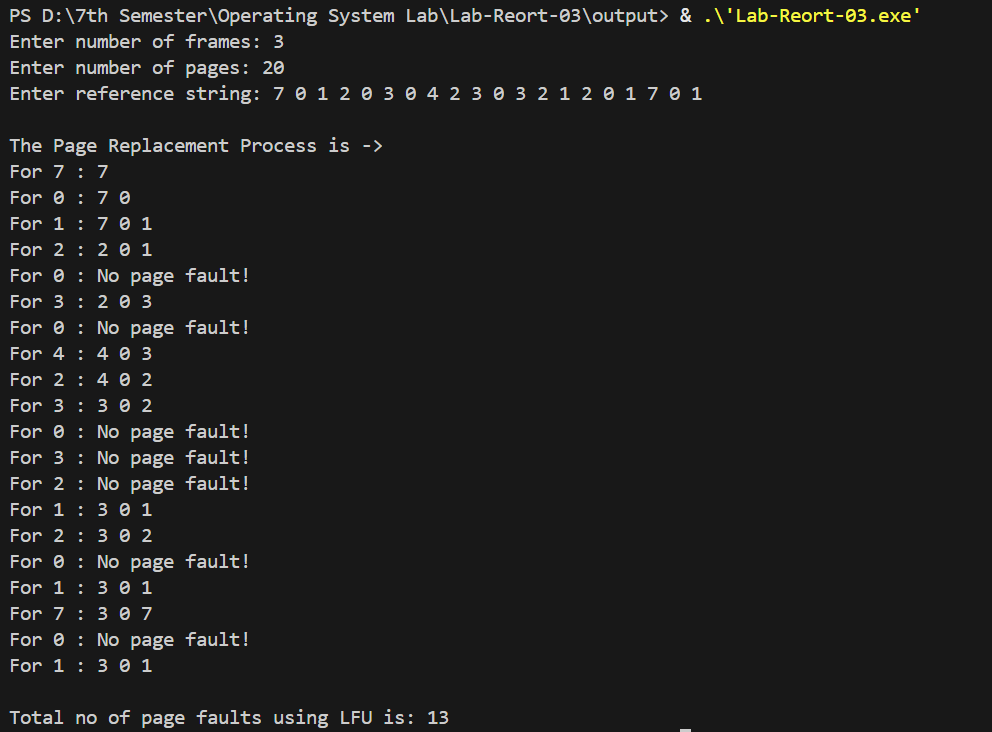 PS D:\7th Semester\Operating System Lab\Lab-Reort-03\output> & .\'Lab-Reort-03.exe'
Enter number of frames: 3
Enter number of pages: 20
Enter reference string: 7 0 1 2 0 3 0 4 2 3 0 3 2 1 2 0 1 7 0 1
The Page Replacement Process is ->
For 7 : 7
For 0 : 7 0
For 1 : 7 0 1
For 2 : 2 0 1
For 0 : No page fault!
For 3 : 2 0 3
For 0 : No page fault!
For 4 : 4 0 3
For 2 : 4 0 2
For 3 : 3 0 2
For 0 : No page fault!
For 3 : No page fault!
For 2 : No page fault!
For 1 : 3 0 1
For 2 : 3 0 2
For 0 : No page fault!
For 1 : 3 0 1
For 7 : 3 0 7
For 0 : No page fault!
For 1 : 3 0 1
Total no of page faults using LFU is: 13